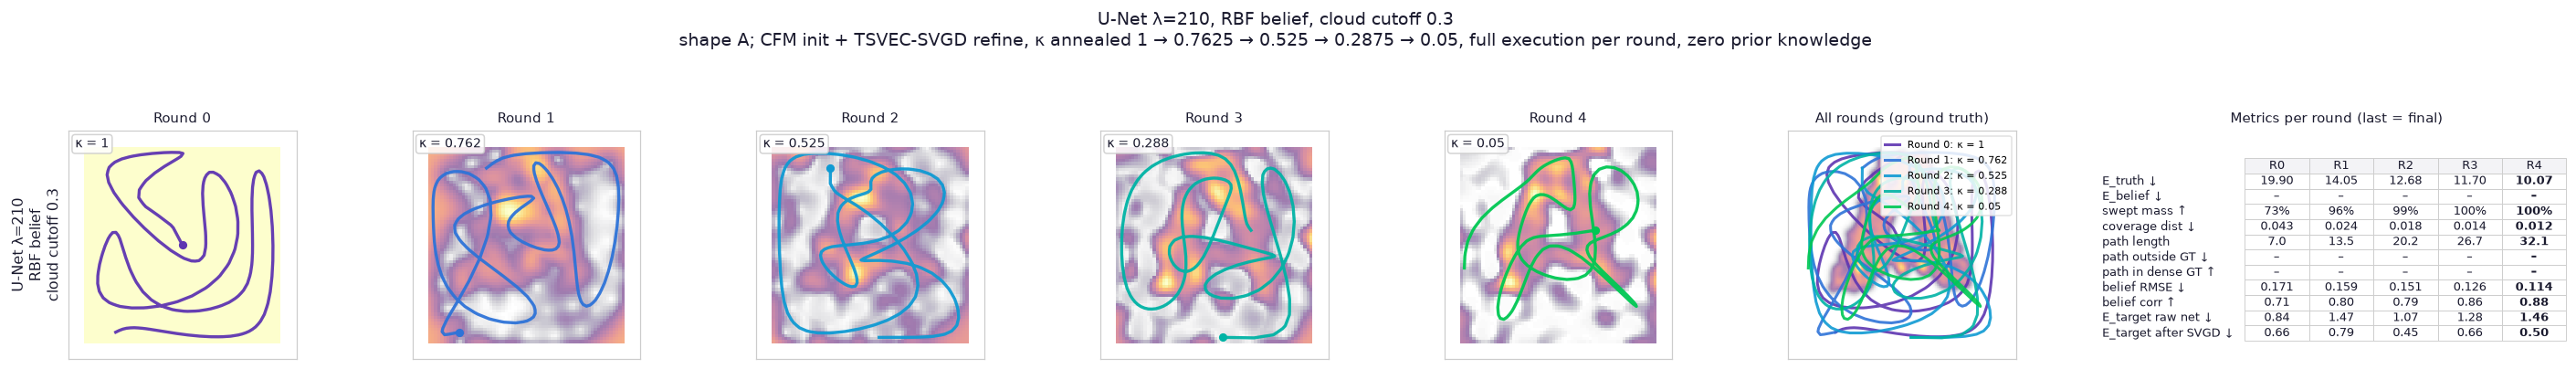 U-Net λ=210, RBF belief, cloud cutoff 0.3
shape A; CFM init + TSVEC-SVGD refine, κ annealed 1 → 0.7625 → 0.525 → 0.2875 → 0.05, full execution per round, zero prior knowledge
U-Net λ=210
RBF belief
cloud cutoff 0.3
Round 0
κ = 1
Round 1
κ = 0.762
Round 2
κ = 0.525
Round 3
κ = 0.288
Round 4
κ = 0.05
All rounds (ground truth)
Round 0: κ = 1
Round 1: κ = 0.762
Round 2: κ = 0.525
Round 3: κ = 0.288
Round 4: κ = 0.05
Metrics per round (last = final)
R0 R1 R2 R3 R4
E_truth ↓ 19.90 14.05 12.68 11.70 10.07
E_belief ↓ – – – – –
swept mass ↑ 73% 96% 99% 100% 100%
coverage dist ↓ 0.043 0.024 0.018 0.014 0.012
path length 7.0 13.5 20.2 26.7 32.1
path outside GT ↓ – – – – –
path in dense GT ↑ – – – – –
belief RMSE ↓ 0.171 0.159 0.151 0.126 0.114
belief corr ↑ 0.71 0.80 0.79 0.86 0.88
E_target raw net ↓ 0.84 1.47 1.07 1.28 1.46
E_target after SVGD ↓ 0.66 0.79 0.45 0.66 0.50